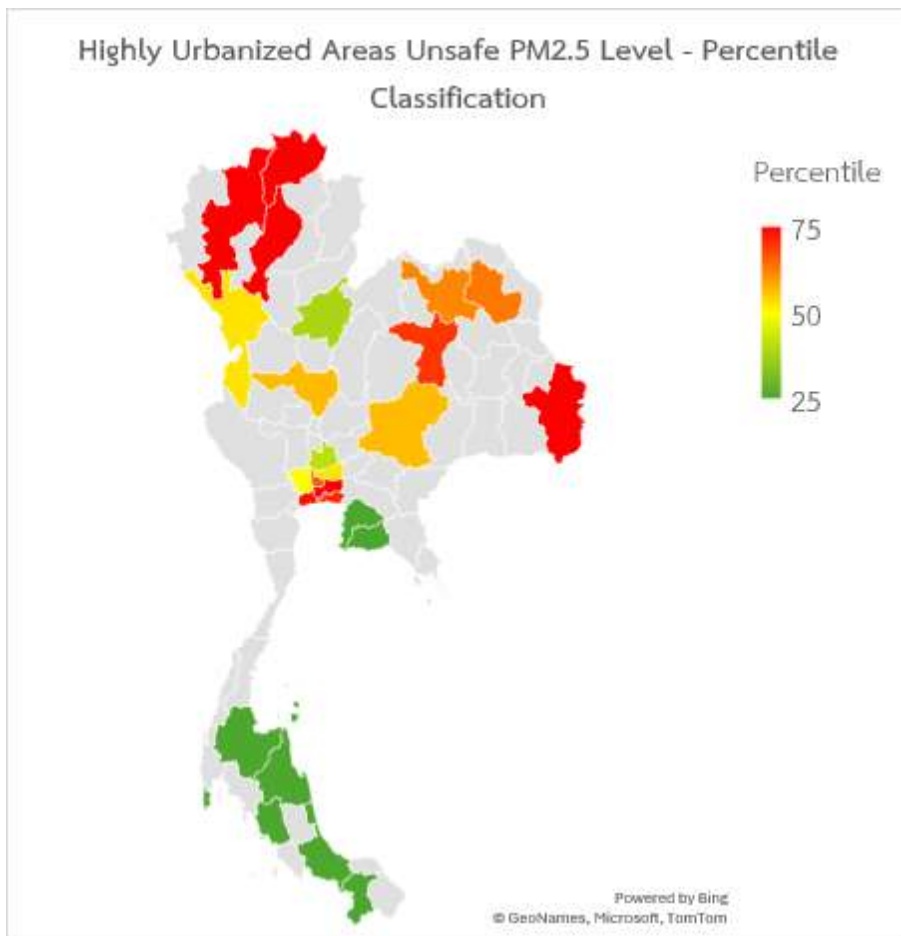 Highly Urbanized Areas Unsafe PM2.5 Level - Percentile
Classification
Percentile
75
50
25
Powered by Bing
© GeoNames, Microsoft, TomTom